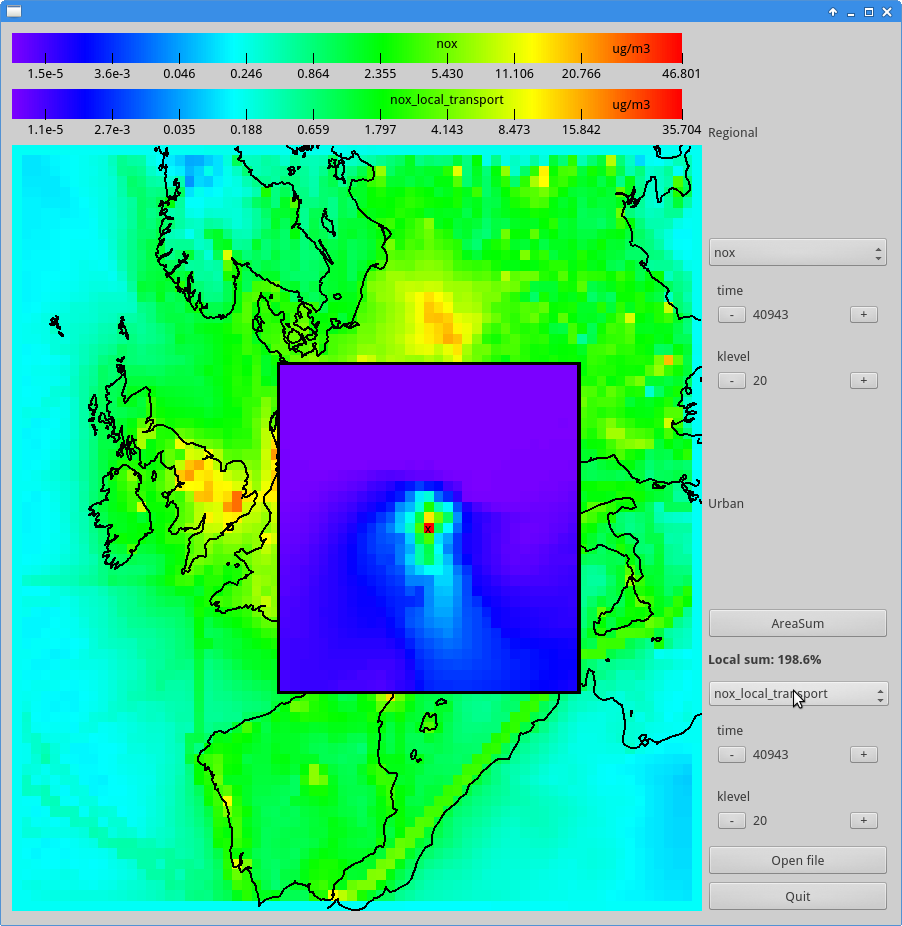 nox ug/m3
1.5e-5 3.6e-3 0.046 0.246 0.864 2.355 5.430 11.106 20.766 46.801
nox_local_transport ug/m3
1.1e-5 2.7e-3 0.035 0.188 0.659 1.797 4.143 8.473 15.842 35.704
Regional
nox
time
- 40943 +
klevel
- 20 +
x
Urban
AreaSum
Local sum: 198.6%
nox_local_transport
time
- 40943 +
klevel
- 20 +
Open file
Quit